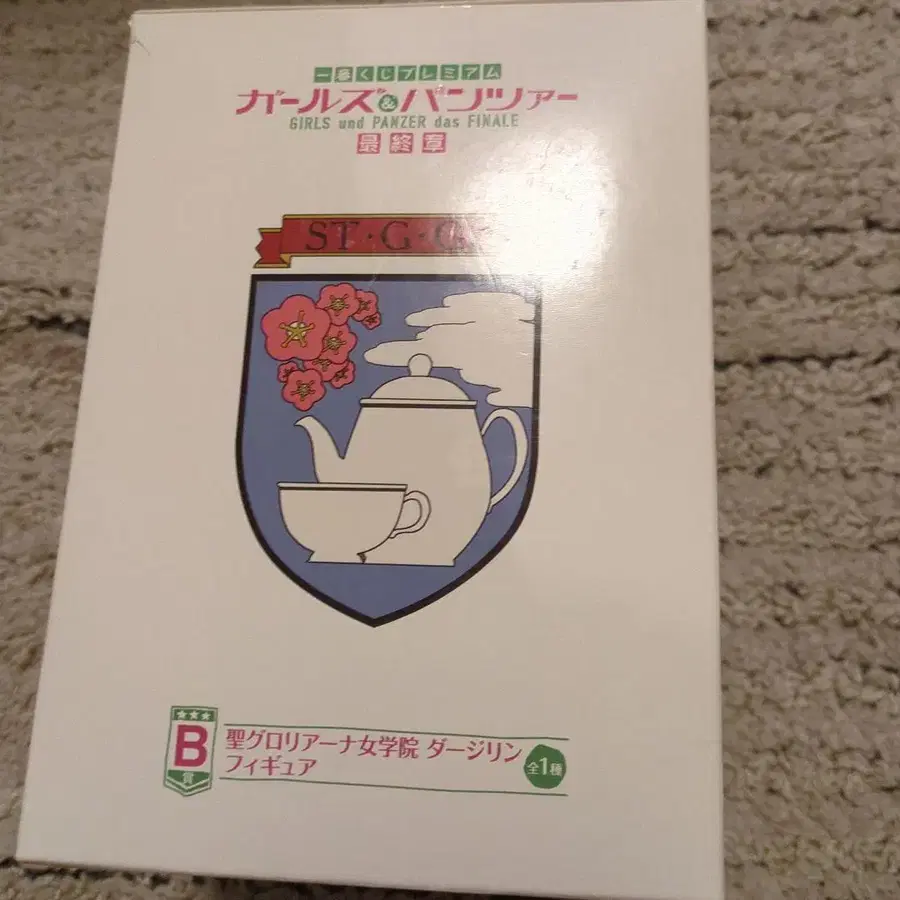 一番くじプレミアム
ガールズ&パンツァー
GIRLS und PANZER das FINALE
最終章
ST・G・G
B
賞
聖グロリアーナ女学院 ダージリン
フィギュア
全1種